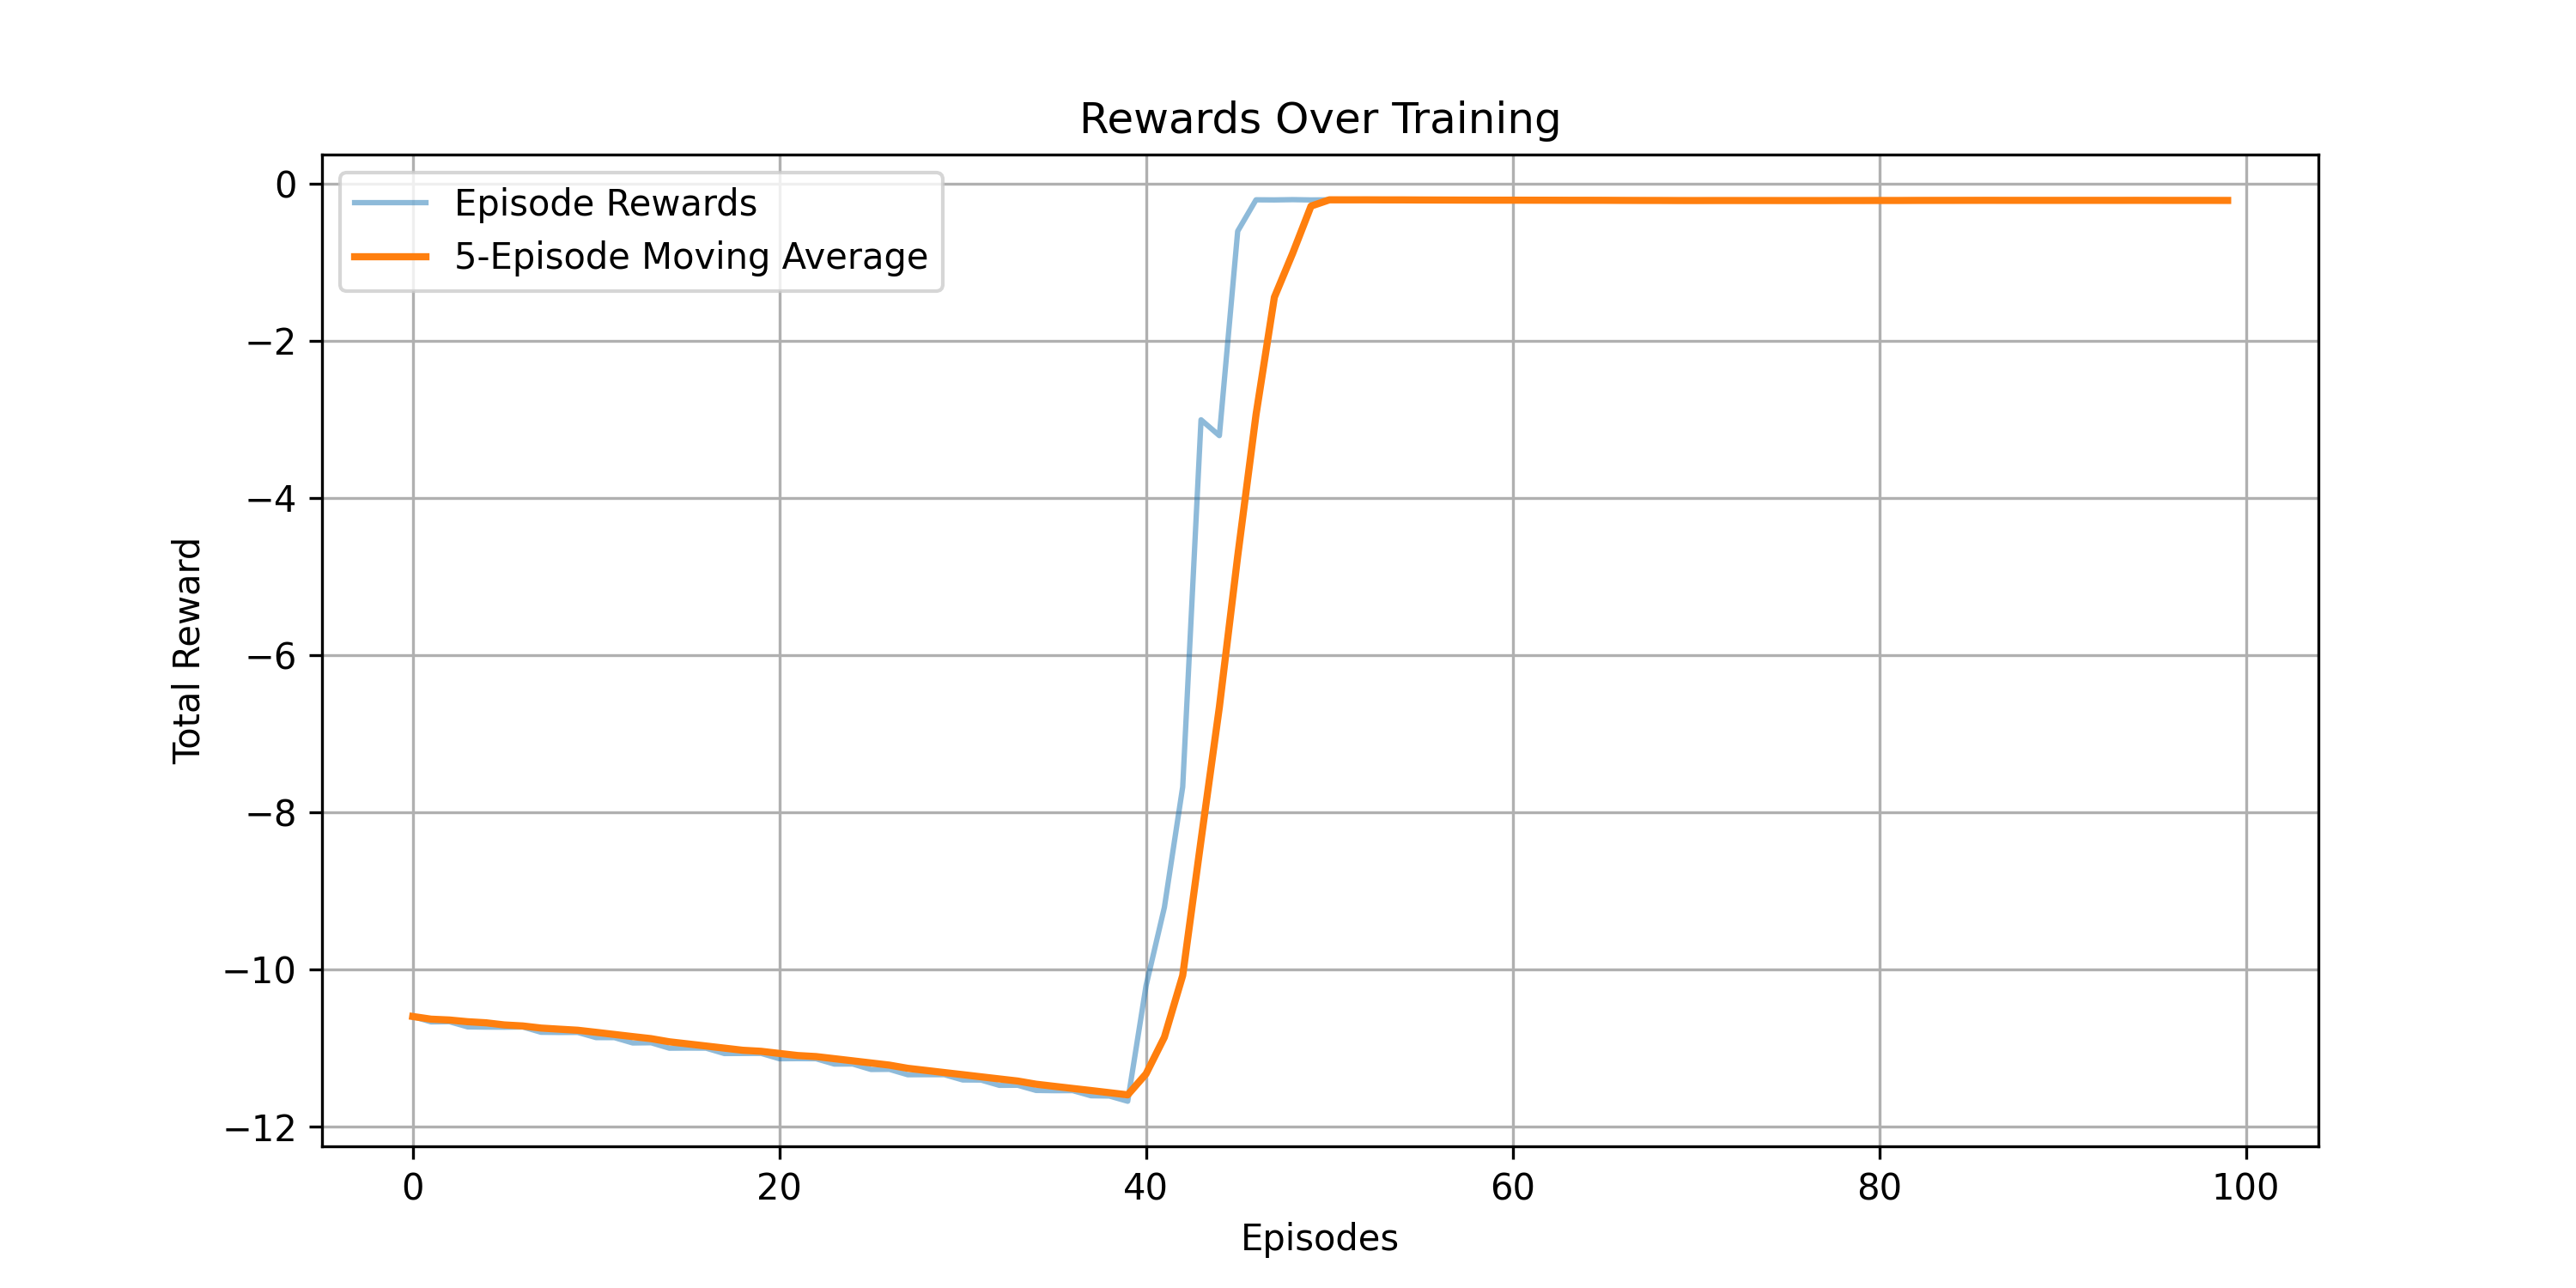 Rewards Over Training
Episode Rewards
5-Episode Moving Average
Total Reward
0
−2
−4
−6
−8
−10
−12
0 20 40 60 80 100
Episodes